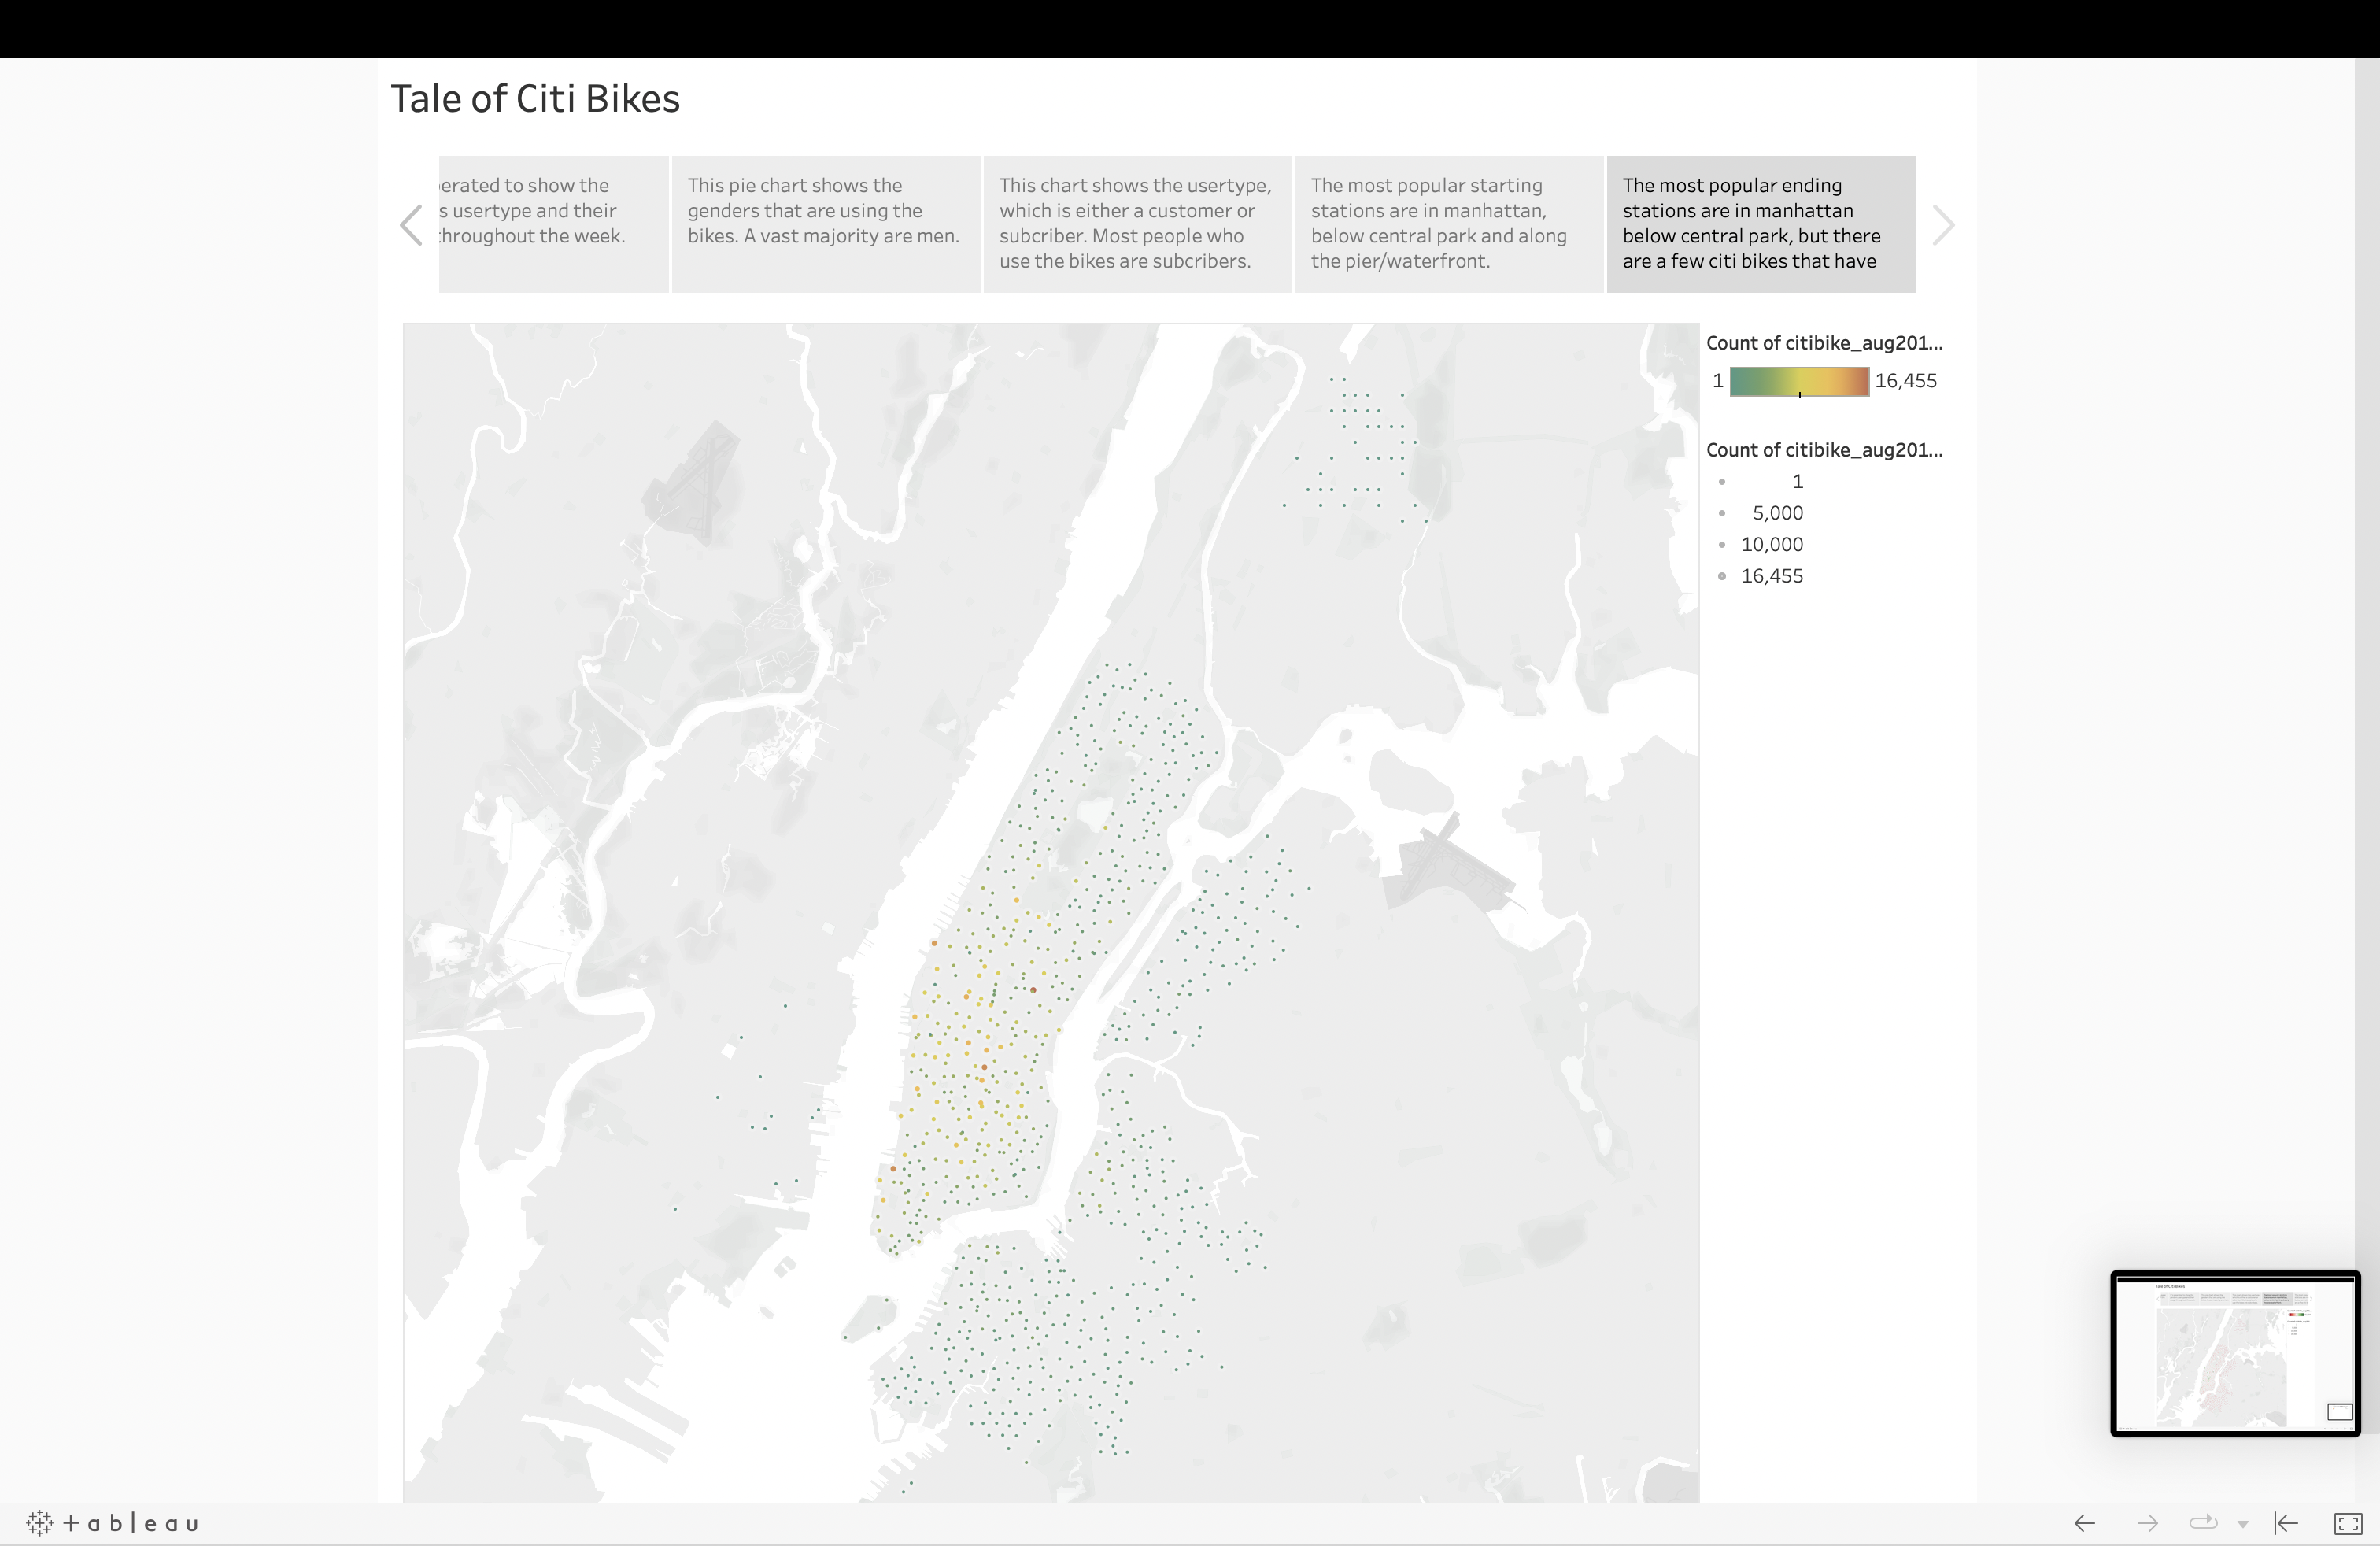 Tale of Citi Bikes
erated to show the
s usertype and their
throughout the week.
This pie chart shows the
genders that are using the
bikes. A vast majority are men.
This chart shows the usertype,
which is either a customer or
subcriber. Most people who
use the bikes are subcribers.
The most popular starting
stations are in manhattan,
below central park and along
the pier/waterfront.
The most popular ending
stations are in manhattan
below central park, but there
are a few citi bikes that have
Count of citibike_aug201...
1 16,455
Count of citibike_aug201...
1
5,000
10,000
16,455
+ a b l e a u